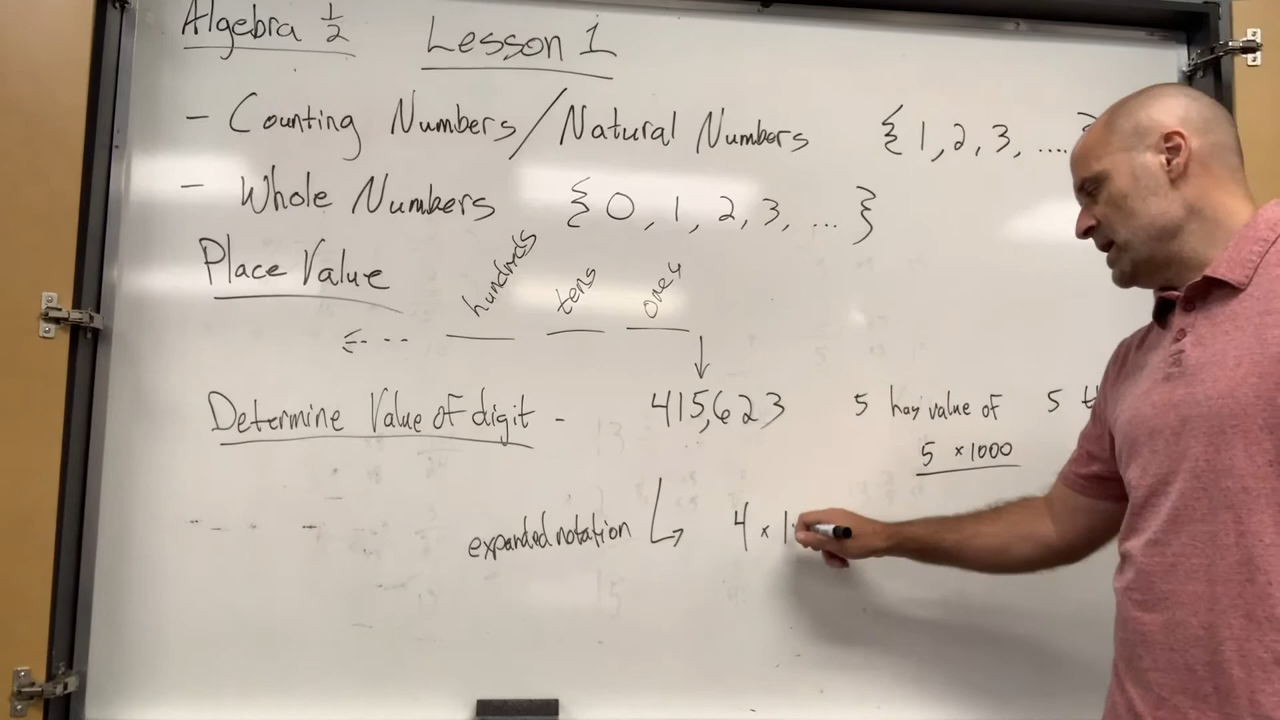 Algebra ½ Lesson 1
- Counting Numbers/Natural Numbers {1,2,3,....}
- Whole Numbers {0,1,2,3,...}
Place Value
hundreds tens ones
Determine Value of digit - 415,623 5 has value of 5
5 ×1000
expanded notation 4 × 1